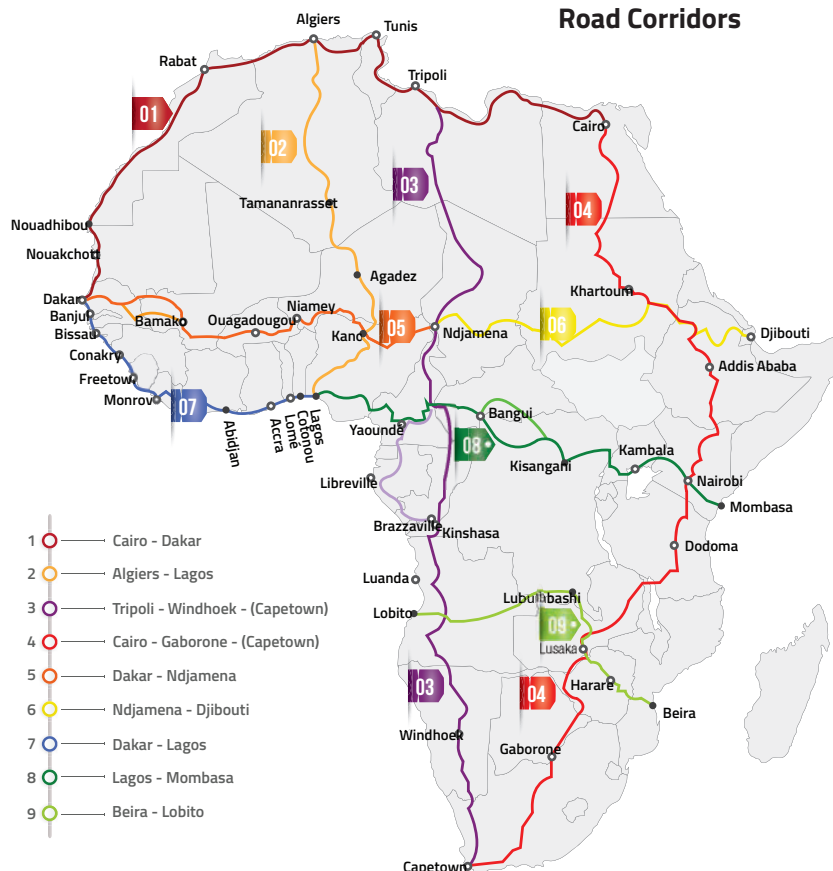 Road Corridors
Algiers
Tunis
Rabat
Tripoli
01
Cairo
02
03
04
Tamananrasset
Nouadhibou
Nouakchott
Agadez
Khartoum
Dakar
Banjul
Bissau
Bamako
Ouagadougou
Niamey
Kano
05
Ndjamena
06
Djibouti
Conakry
Addis Ababa
Freetown
Monrov
07
Abidjan
Accra
Lomé
Cotonou
Lagos
Yaounde
Bangui
08
Kisangani
Kambala
Libreville
Nairobi
Mombasa
Brazzaville
Kinshasa
Dodoma
Luanda
Lobito
Lubumbashi
09
Lusaka
03
04
Harare
Beira
Windhoek
Gaborone
Capetown
1 Cairo - Dakar
2 Algiers - Lagos
3 Tripoli - Windhoek - (Capetown)
4 Cairo - Gaborone - (Capetown)
5 Dakar - Ndjamena
6 Ndjamena - Djibouti
7 Dakar - Lagos
8 Lagos - Mombasa
9 Beira - Lobito